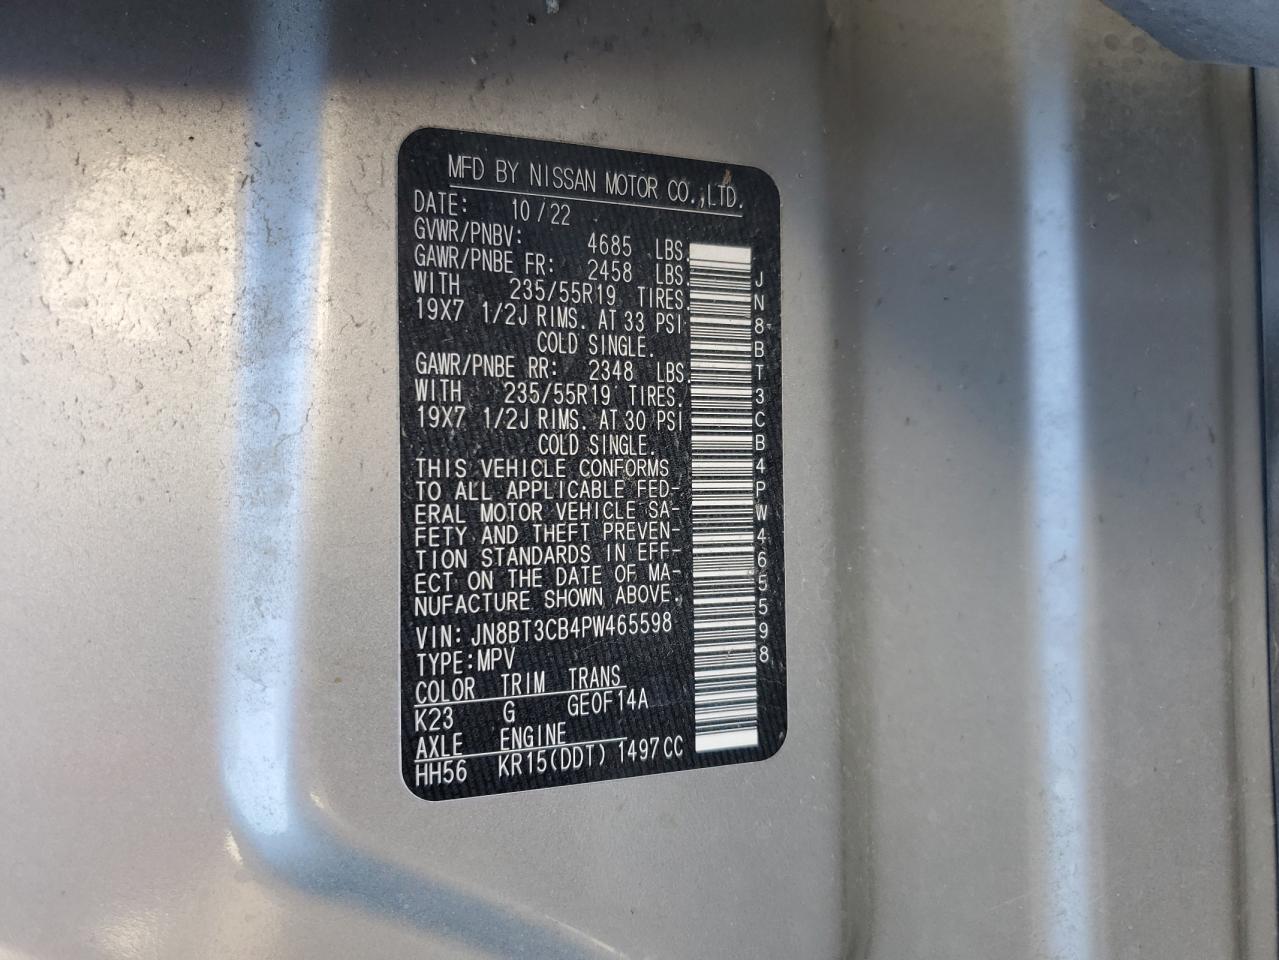 MFD BY NISSAN MOTOR CO.,LTD.
DATE: 10/22
GVWR/PNBV: 4685 LBS
GAWR/PNBE FR: 2458 LBS.
WITH 235/55R19 TIRES.
19X7 1/2J RIMS. AT 33 PSI
COLD SINGLE.
GAWR/PNBE RR: 2348 LBS.
WITH 235/55R19 TIRES.
19X7 1/2J RIMS. AT 30 PSI
COLD SINGLE.
THIS VEHICLE CONFORMS
TO ALL APPLICABLE FED-
ERAL MOTOR VEHICLE SA-
FETY AND THEFT PREVEN-
TION STANDARDS IN EFF-
ECT ON THE DATE OF MA-
NUFACTURE SHOWN ABOVE.
VIN: JN8BT3CB4PW465598
TYPE:MPV
COLOR TRIM TRANS
K23 G GE0F14A
AXLE ENGINE
HH56 KR15(DDT) 1497CC
JN8BT3CB4PW465598